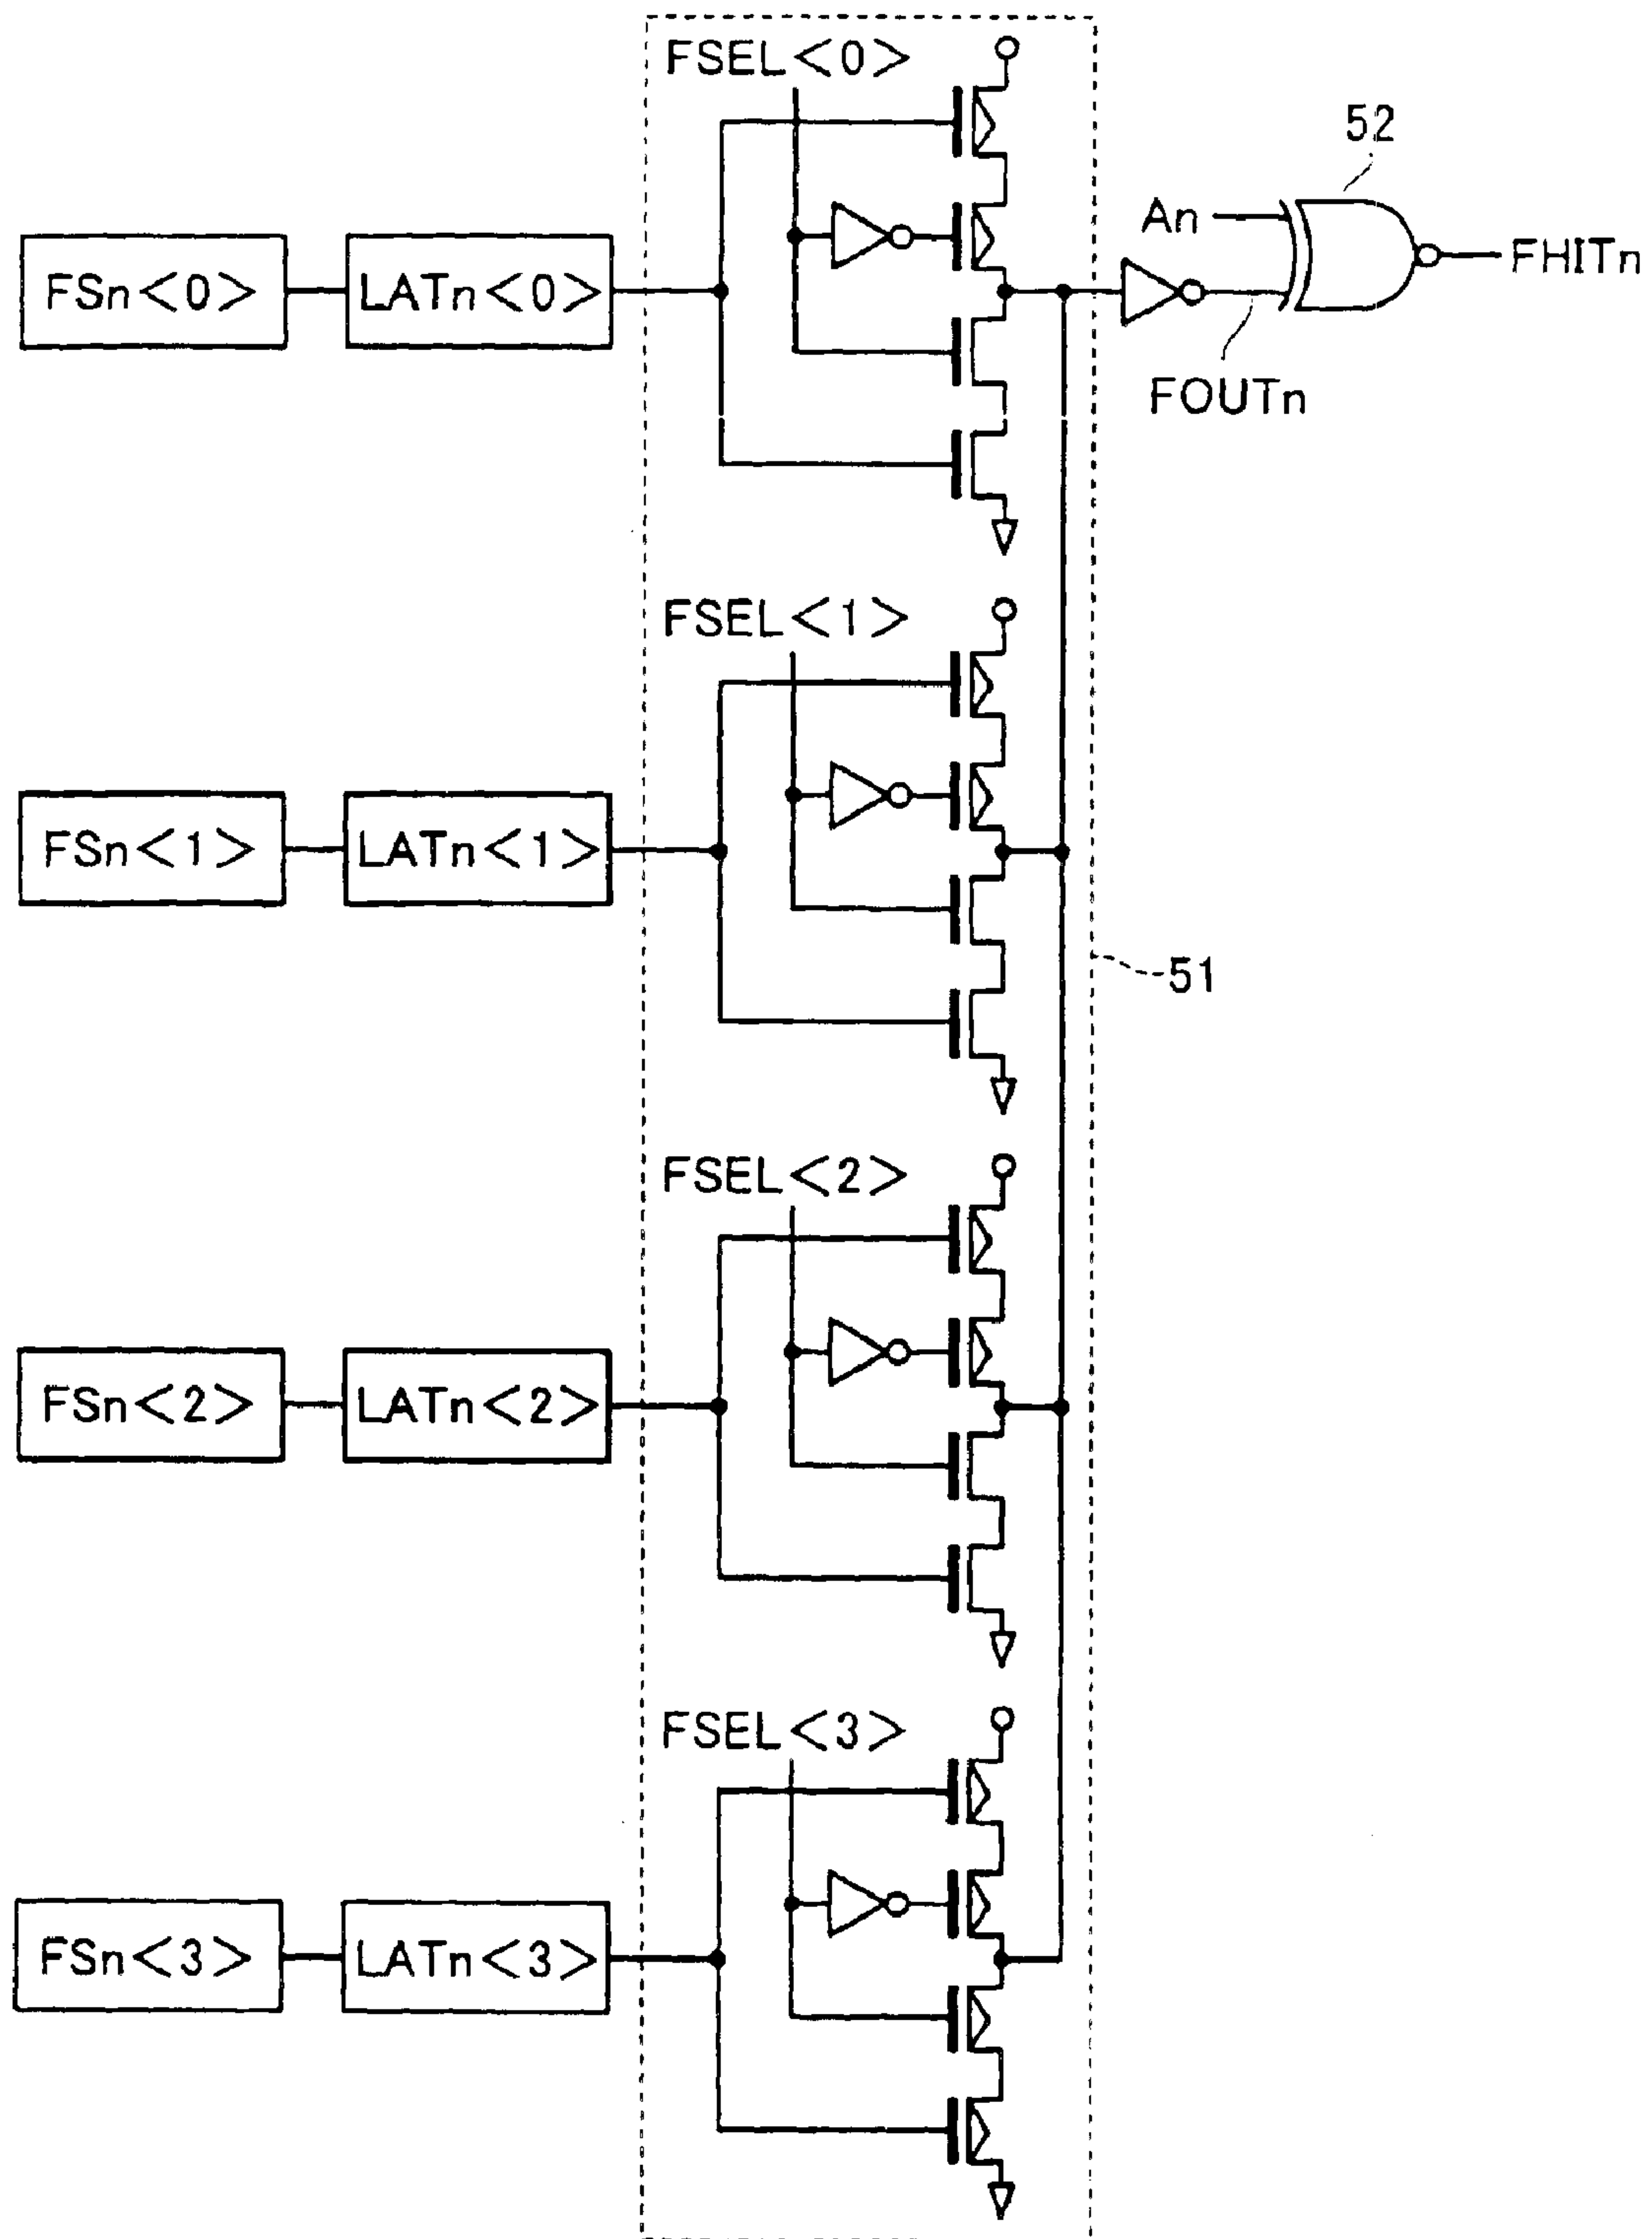 FSEL<0>
52
An
FHITn
FSn<0>
LATn<0>
FOUTn
FSEL<1>
FSn<1>
LATn<1>
51
FSEL<2>
FSn<2>
LATn<2>
FSEL<3>
FSn<3>
LATn<3>